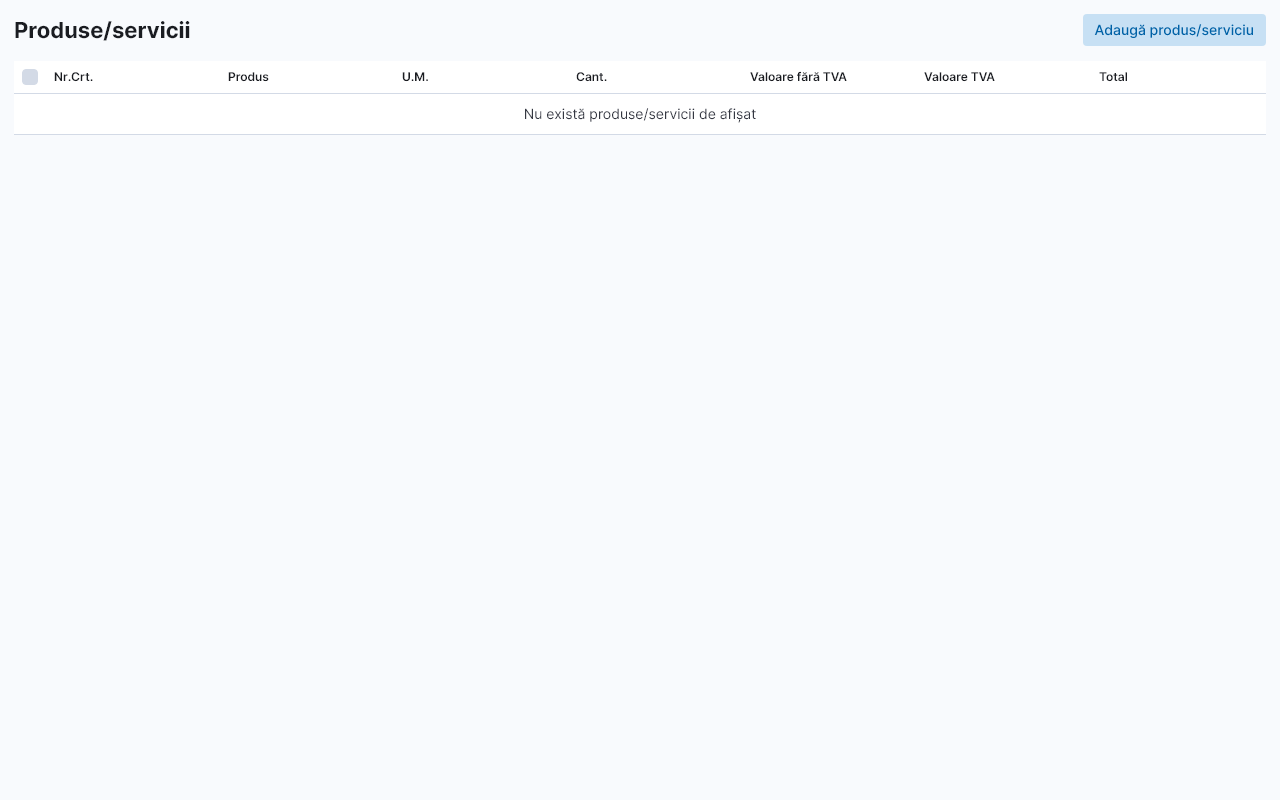 Produse/servicii
Adaugă produs/serviciu
Nr.Crt. Produs U.M. Cant. Valoare fără TVA Valoare TVA Total
Nu există produse/servicii de afișat